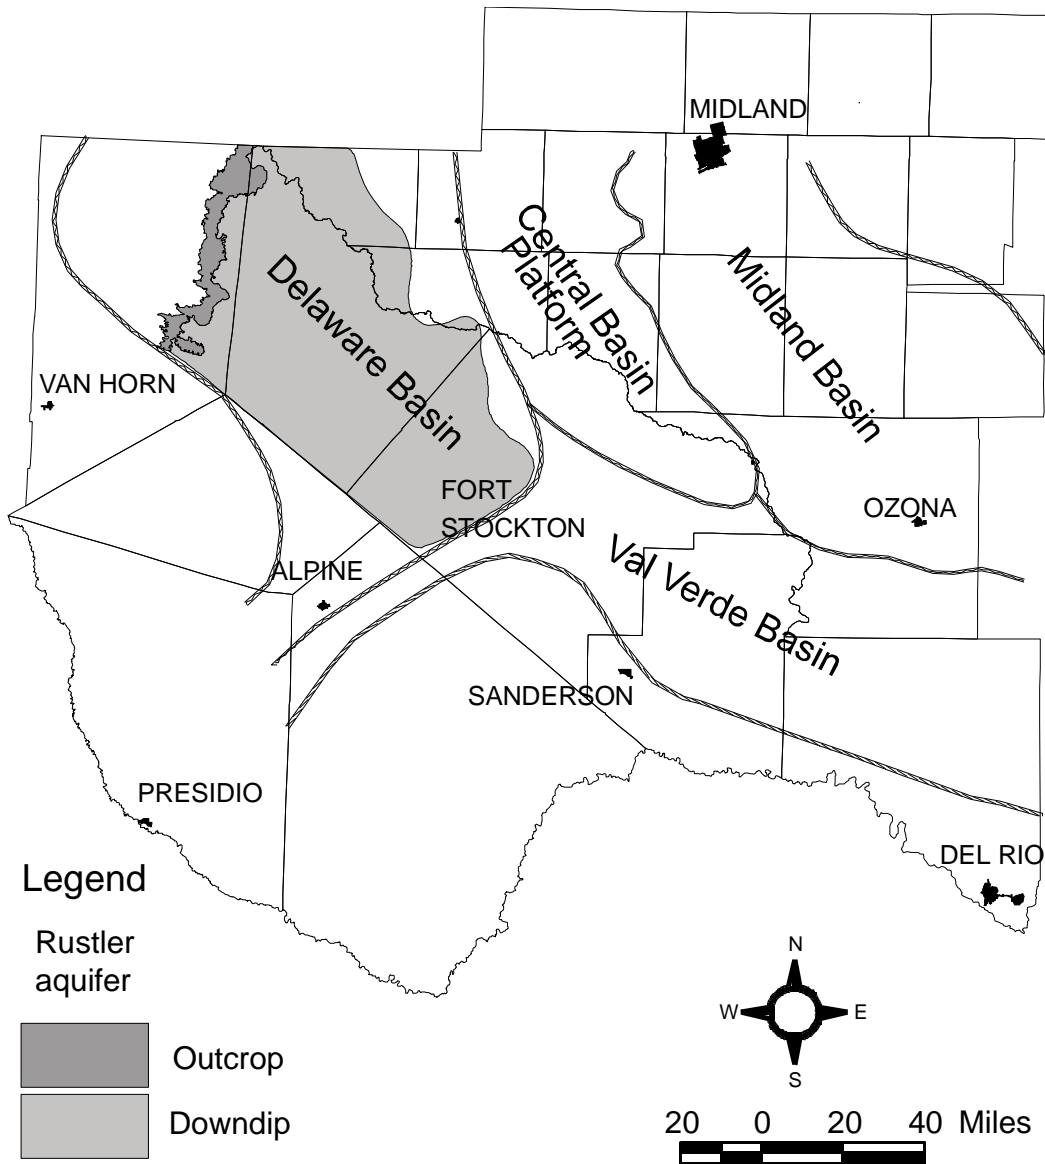 MIDLAND
Central Basin
Platform
Midland Basin
Delaware Basin
VAN HORN
FORT
STOCKTON
OZONA
ALPINE
Val Verde Basin
SANDERSON
PRESIDIO
DEL RIO
Legend
Rustler
aquifer
Outcrop
Downdip
N
W
E
S
20 0 20 40 Miles